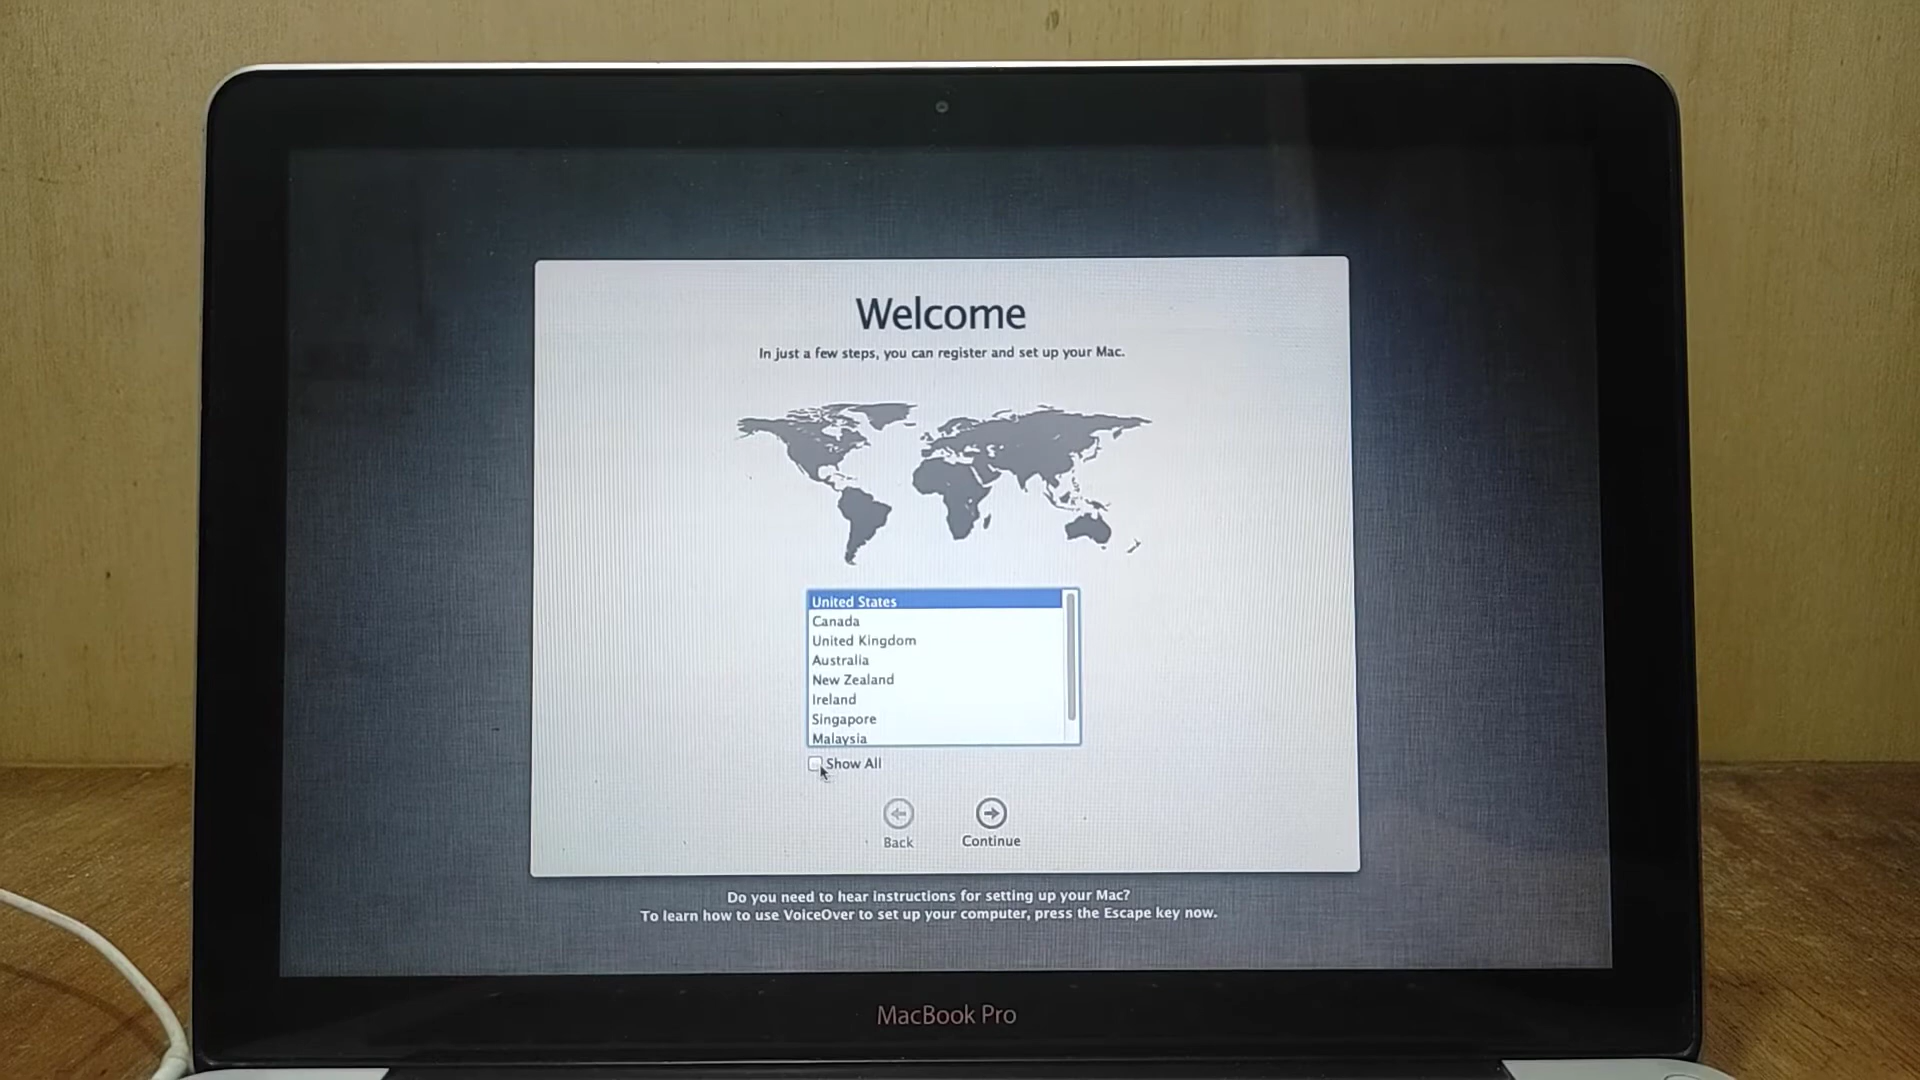 Welcome
In just a few steps, you can register and set up your Mac.
United States
Canada
United Kingdom
Australia
New Zealand
Ireland
Singapore
Malaysia
Show All
Back
Continue
Do you need to hear instructions for setting up your Mac?
To learn how to use VoiceOver to set up your computer, press the Escape key now.
MacBook Pro